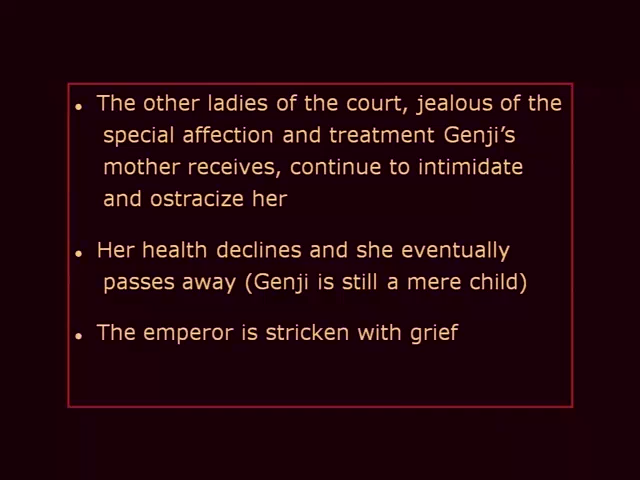 • The other ladies of the court, jealous of the
special affection and treatment Genji’s
mother receives, continue to intimidate
and ostracize her
• Her health declines and she eventually
passes away (Genji is still a mere child)
• The emperor is stricken with grief